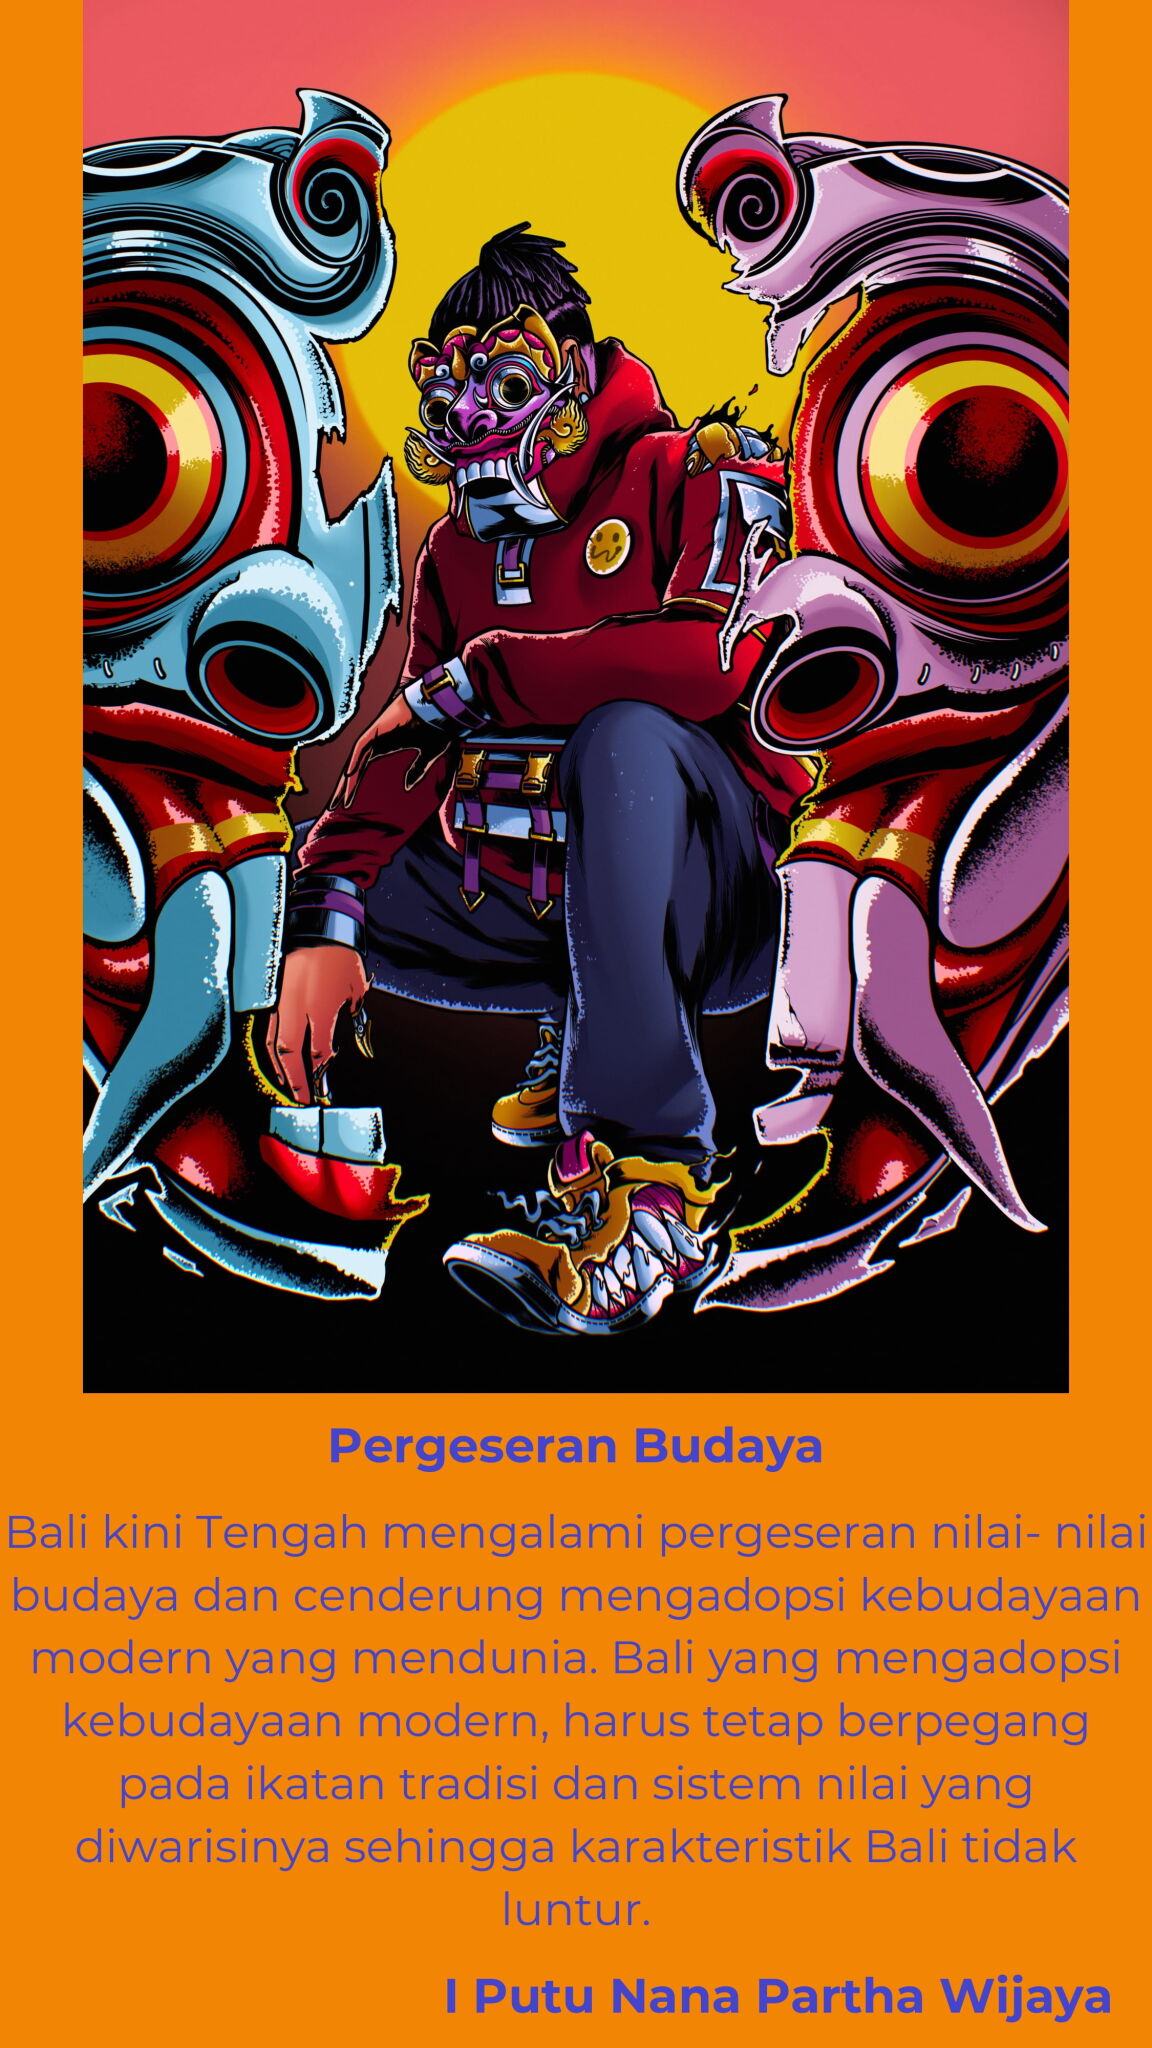 Pergeseran Budaya
Bali kini Tengah mengalami pergeseran nilai- nilai
budaya dan cenderung mengadopsi kebudayaan
modern yang mendunia. Bali yang mengadopsi
kebudayaan modern, harus tetap berpegang
pada ikatan tradisi dan sistem nilai yang
diwarisinya sehingga karakteristik Bali tidak
luntur.
I Putu Nana Partha Wijaya